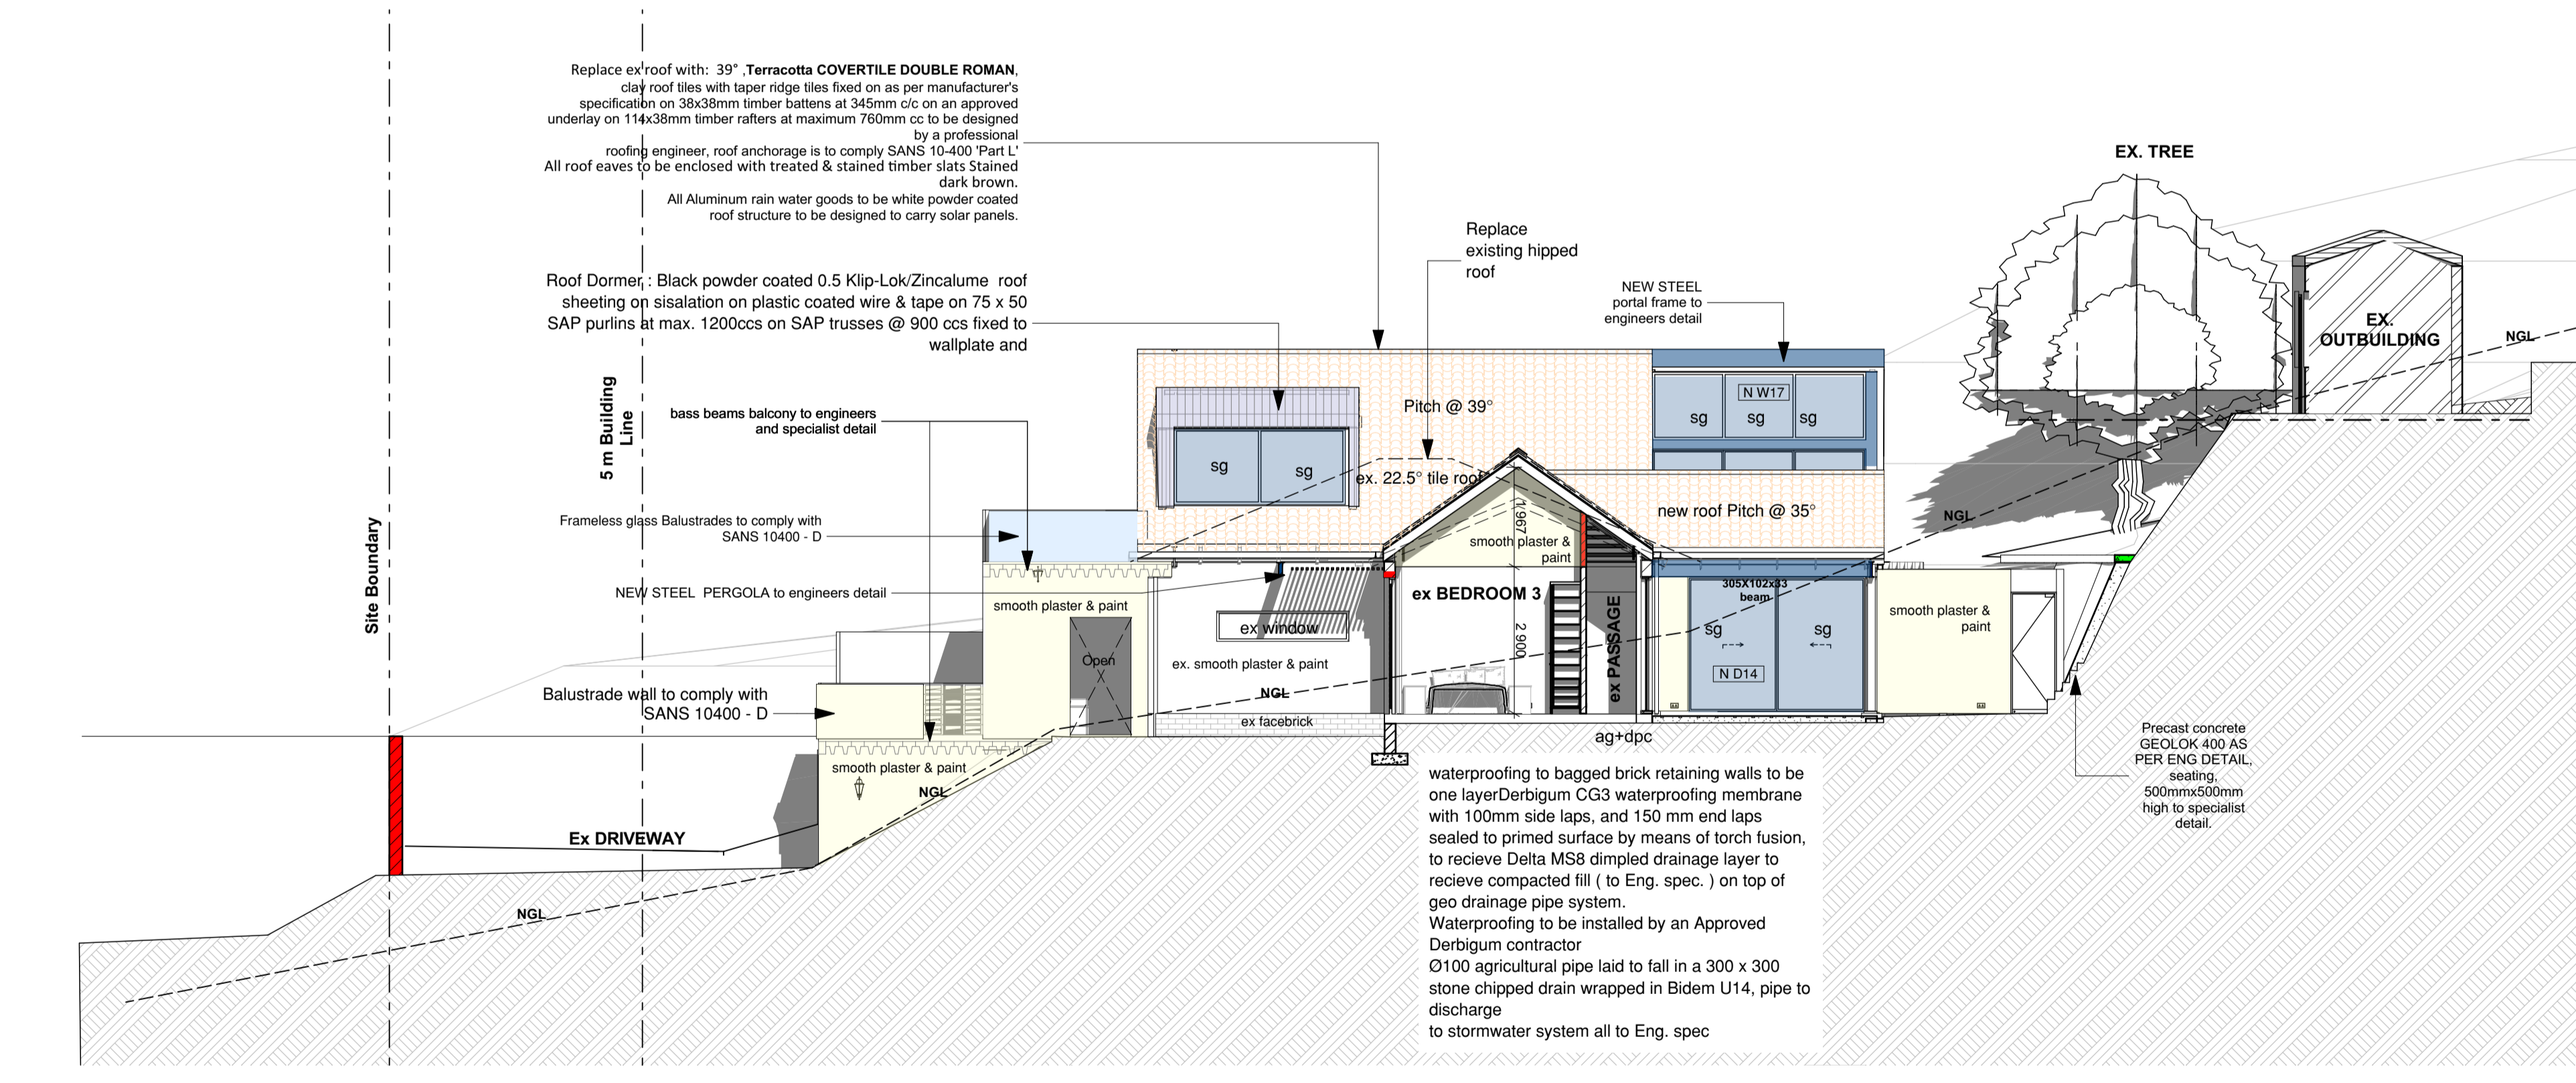 Replace ex roof with:  39° ,Terracotta COVERTILE DOUBLE ROMAN,
clay roof tiles with taper ridge tiles fixed on as per manufacturer's
specification on 38x38mm timber battens at 345mm c/c on an approved
underlay on 114x38mm timber rafters at maximum 760mm cc to be designed
by a professional
roofing engineer, roof anchorage is to comply SANS 10-400 'Part L'
All roof eaves to be enclosed with treated & stained timber slats Stained
dark brown.
All Aluminum rain water goods to be white powder coated
roof structure to be designed to carry solar panels.
Roof Dormer : Black powder coated 0.5 Klip-Lok/Zincalume  roof
sheeting on sisalation on plastic coated wire & tape on 75 x 50
SAP purlins at max. 1200ccs on SAP trusses @ 900 ccs fixed to
wallplate and
Replace
existing hipped
roof
NEW STEEL
portal frame to
engineers detail
EX. TREE
EX.
OUTBUILDING
NGL
5 m Building
Line
Site Boundary
bass beams balcony to engineers
and specialist detail
Pitch @ 39°
N W17
sg
sg
sg
sg
sg
ex. 22.5° tile roof
new roof Pitch @ 35°
NGL
Frameless glass Balustrades to comply with
SANS 10400 - D
1 967
smooth plaster &
paint
NEW STEEL  PERGOLA to engineers detail
smooth plaster & paint
ex window
ex BEDROOM 3
2 900
ex PASSAGE
305X102x33
beam
smooth plaster &
paint
sg
sg
N D14
Open
ex. smooth plaster & paint
NGL
ex facebrick
Balustrade wall to comply with
SANS 10400 - D
smooth plaster & paint
NGL
Ex DRIVEWAY
NGL
ag+dpc
waterproofing to bagged brick retaining walls to be
one layerDerbigum CG3 waterproofing membrane
with 100mm side laps, and 150 mm end laps
sealed to primed surface by means of torch fusion,
to recieve Delta MS8 dimpled drainage layer to
recieve compacted fill ( to Eng. spec. ) on top of
geo drainage pipe system.
Waterproofing to be installed by an Approved
Derbigum contractor
Ø100 agricultural pipe laid to fall in a 300 x 300
stone chipped drain wrapped in Bidem U14, pipe to
discharge
to stormwater system all to Eng. spec
Precast concrete
GEOLOK 400 AS
PER ENG DETAIL,
seating,
500mmx500mm
high to specialist
detail.